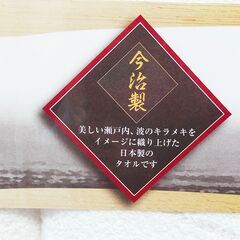 今治製
美しい瀬戸内、波のキラメキを
イメージに織り上げた
日本製の
タオルです